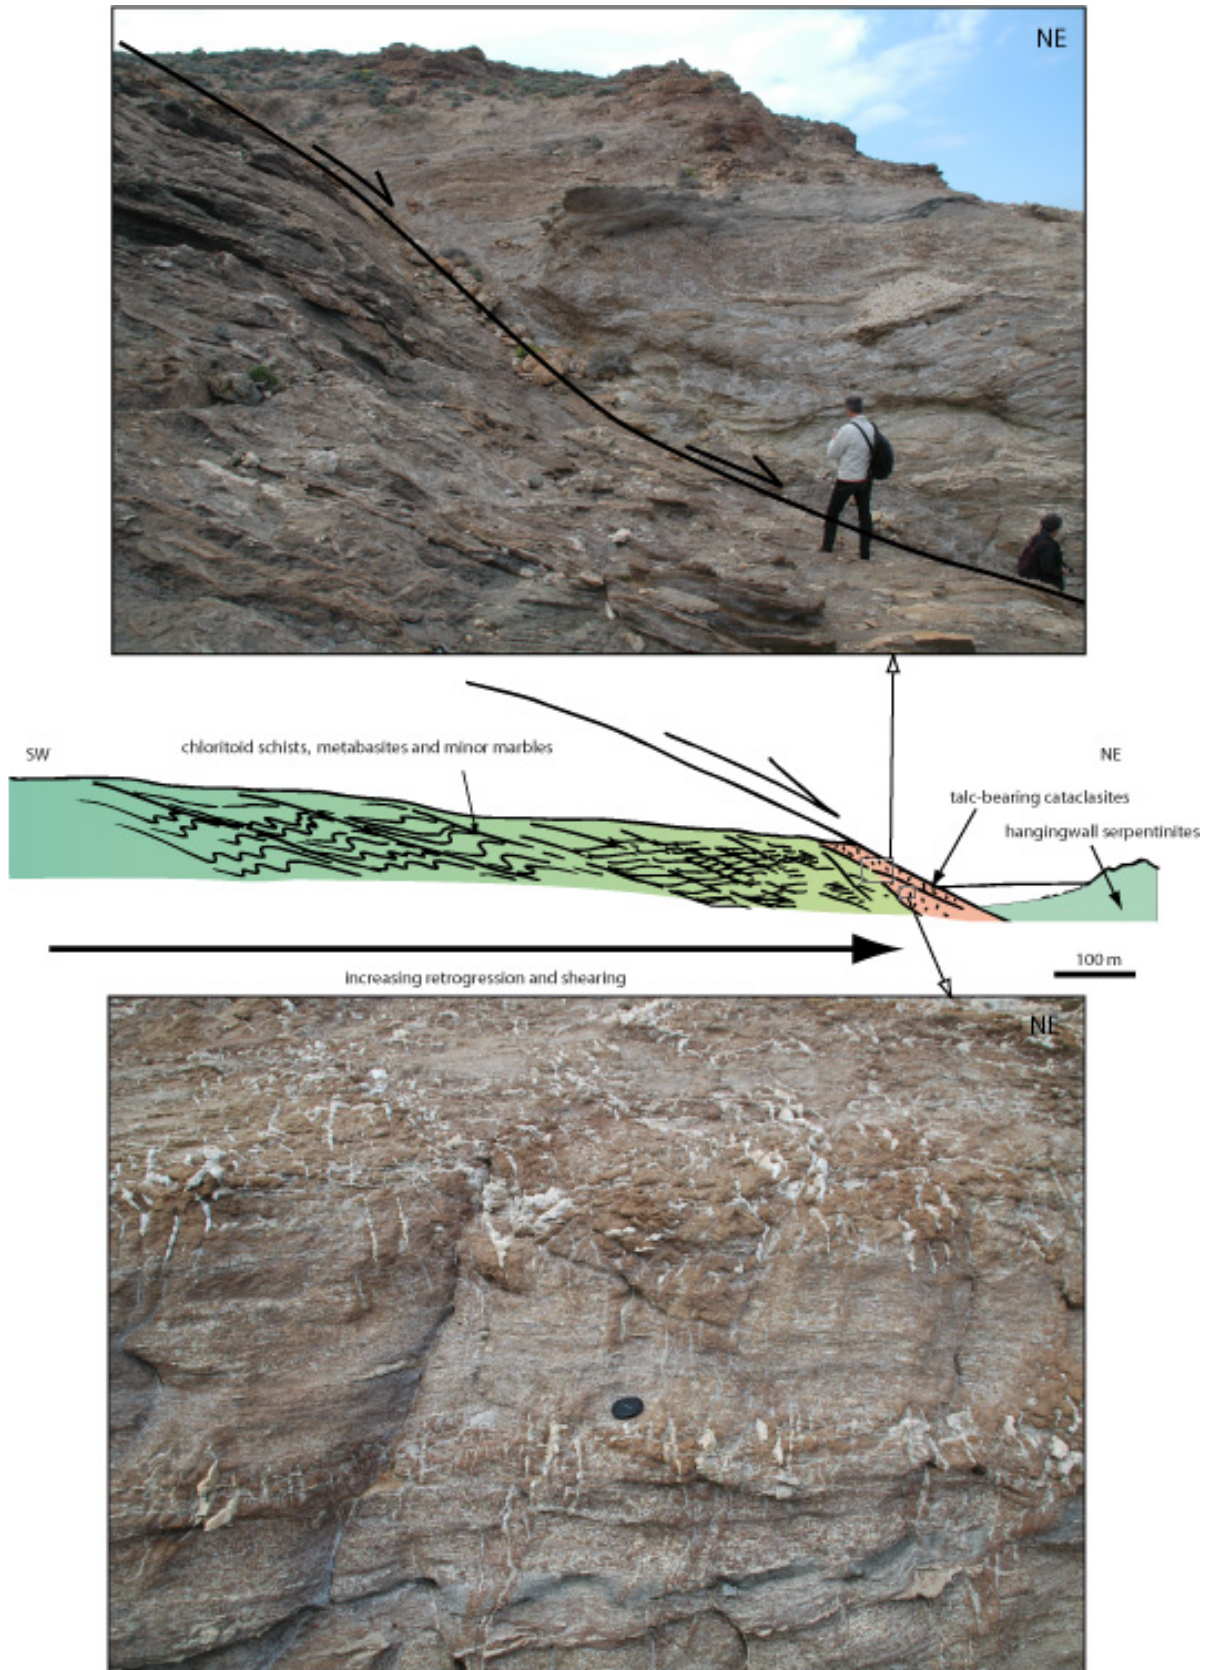 NE
SW
chloritoid schists, metabasites and minor marbles
NE
talc-bearing cataclasites
hangingwall serpentinites
100 m
increasing retrogression and shearing
NE